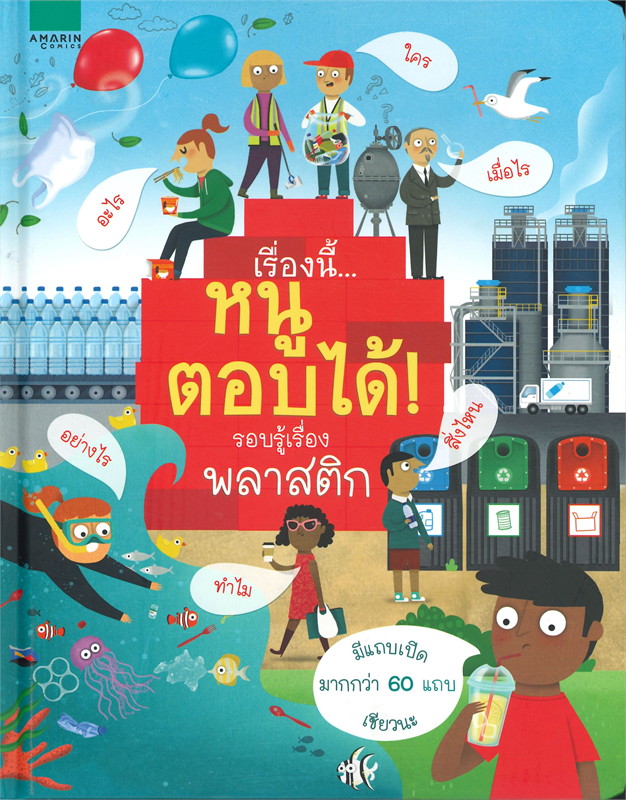 AMARIN
COMICS
ใคร
เมื่อไร
อะไร
เรื่องนี้...
หนู
ตอบได้!
รอบรู้เรื่อง
พลาสติก
สิ่งไหน
อย่างไร
ทำไม
มีแถบเปิด
มากกว่า 60 แถบ
เชียวนะ